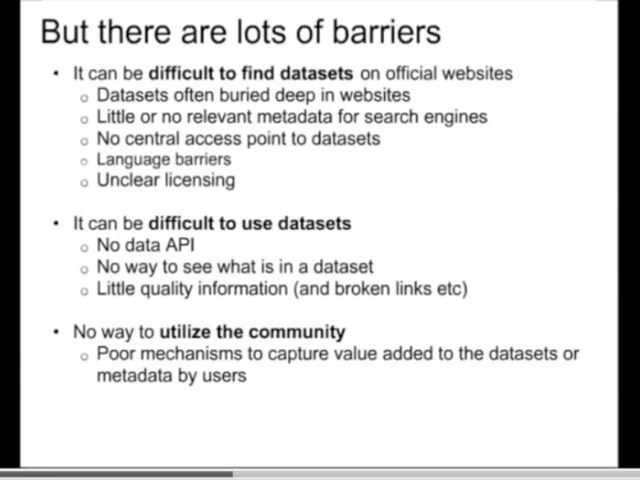 But there are lots of barriers
• It can be difficult to find datasets on official websites
o Datasets often buried deep in websites
o Little or no relevant metadata for search engines
o No central access point to datasets
o Language barriers
o Unclear licensing
• It can be difficult to use datasets
o No data API
o No way to see what is in a dataset
o Little quality information (and broken links etc)
• No way to utilize the community
o Poor mechanisms to capture value added to the datasets or
metadata by users